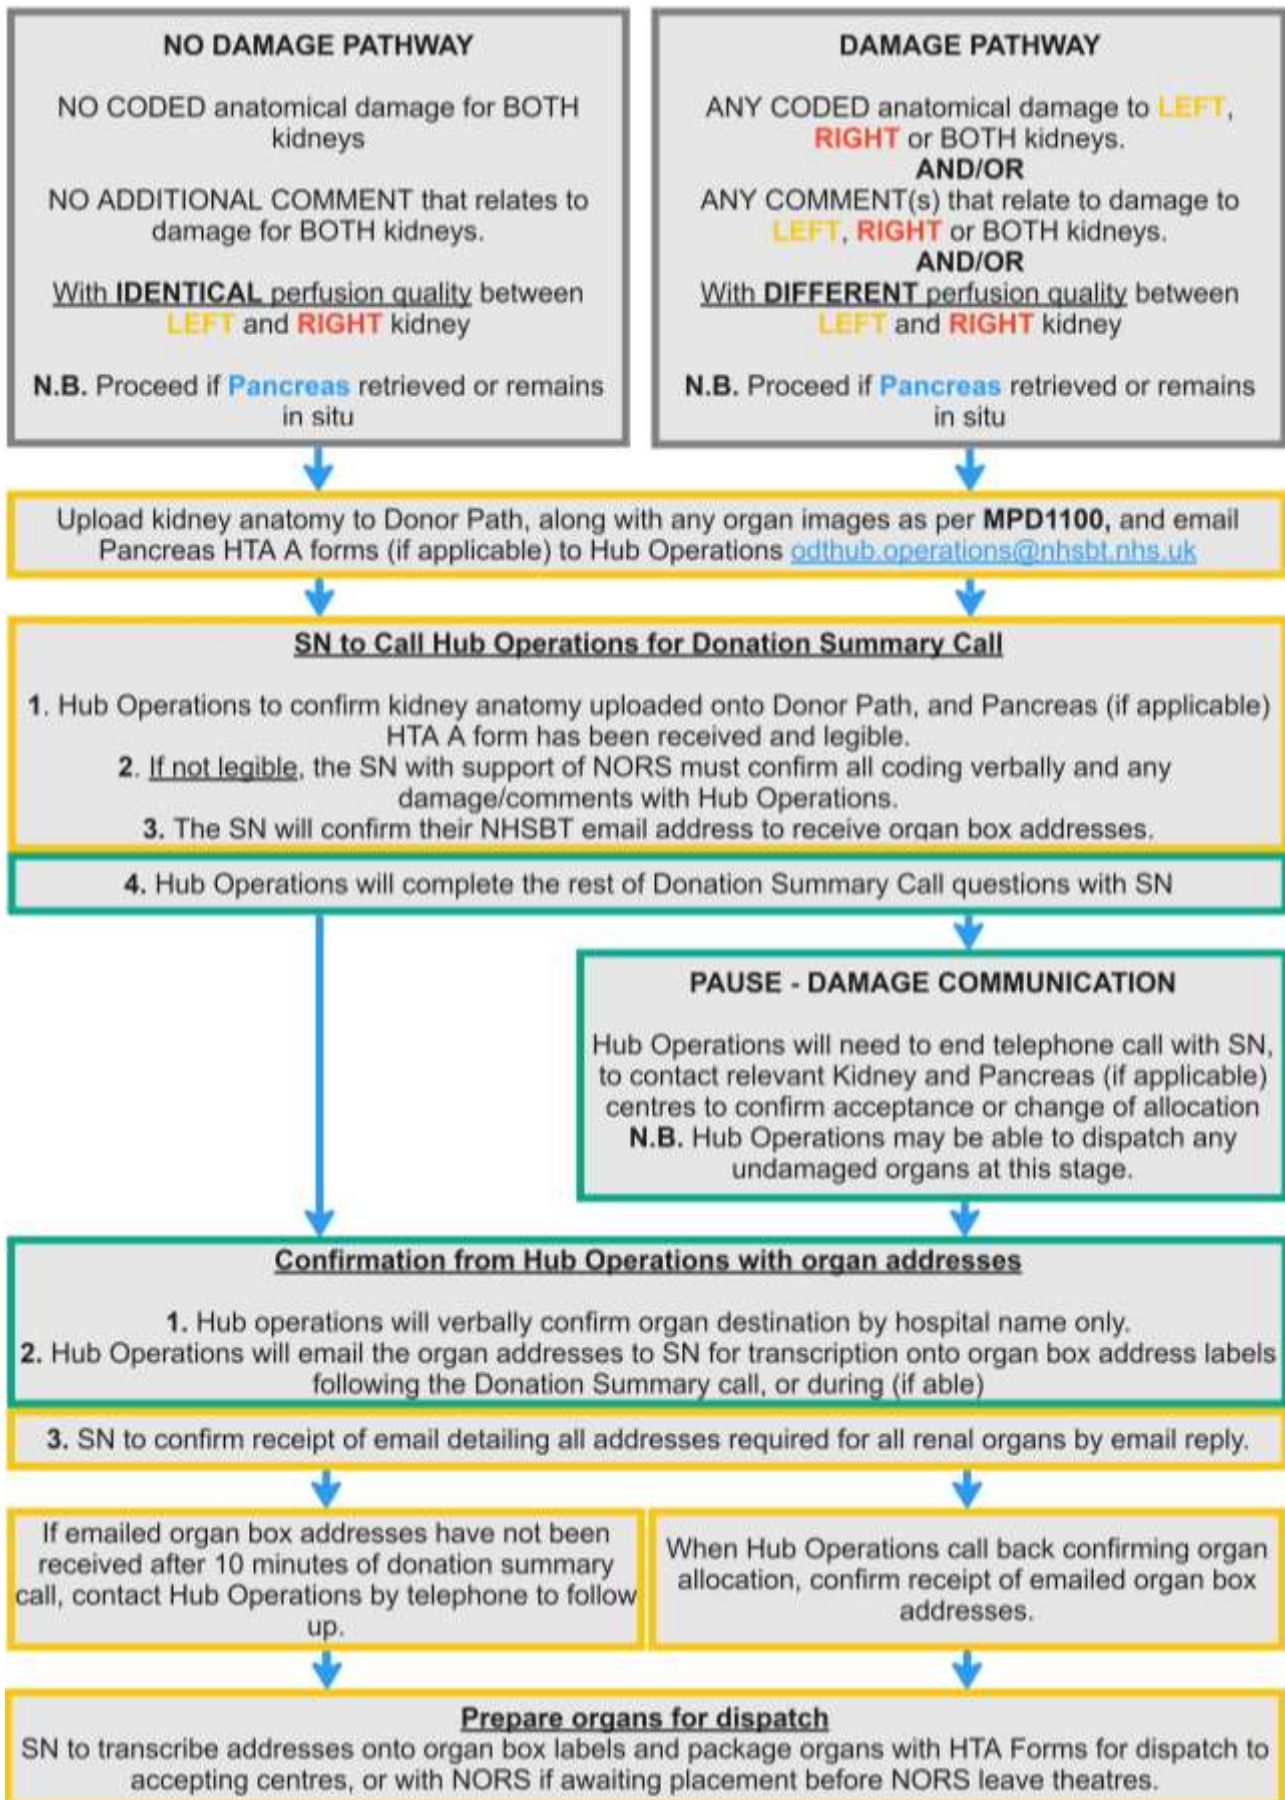 NO DAMAGE PATHWAY
NO CODED anatomical damage for BOTH
kidneys
NO ADDITIONAL COMMENT that relates to
damage for BOTH kidneys.
With IDENTICAL perfusion quality between
LEFT and RIGHT kidney
N.B. Proceed if Pancreas retrieved or remains
in situ
DAMAGE PATHWAY
ANY CODED anatomical damage to LEFT,
RIGHT or BOTH kidneys.
AND/OR
ANY COMMENT(s) that relate to damage to
LEFT, RIGHT or BOTH kidneys.
AND/OR
With DIFFERENT perfusion quality between
LEFT and RIGHT kidney
N.B. Proceed if Pancreas retrieved or remains
in situ
Upload kidney anatomy to Donor Path, along with any organ images as per MPD1100, and email
Pancreas HTA A forms (if applicable) to Hub Operations odthub.operations@nhsbt.nhs.uk
SN to Call Hub Operations for Donation Summary Call
1. Hub Operations to confirm kidney anatomy uploaded onto Donor Path, and Pancreas (if applicable)
HTA A form has been received and legible.
2. If not legible, the SN with support of NORS must confirm all coding verbally and any
damage/comments with Hub Operations.
3. The SN will confirm their NHSBT email address to receive organ box addresses.
4. Hub Operations will complete the rest of Donation Summary Call questions with SN
PAUSE - DAMAGE COMMUNICATION
Hub Operations will need to end telephone call with SN,
to contact relevant Kidney and Pancreas (if applicable)
centres to confirm acceptance or change of allocation
N.B. Hub Operations may be able to dispatch any
undamaged organs at this stage.
Confirmation from Hub Operations with organ addresses
1. Hub operations will verbally confirm organ destination by hospital name only.
2. Hub Operations will email the organ addresses to SN for transcription onto organ box address labels
following the Donation Summary call, or during (if able)
3. SN to confirm receipt of email detailing all addresses required for all renal organs by email reply.
If emailed organ box addresses have not been
received after 10 minutes of donation summary
call, contact Hub Operations by telephone to follow
up.
When Hub Operations call back confirming organ
allocation, confirm receipt of emailed organ box
addresses.
Prepare organs for dispatch
SN to transcribe addresses onto organ box labels and package organs with HTA Forms for dispatch to
accepting centres, or with NORS if awaiting placement before NORS leave theatres.